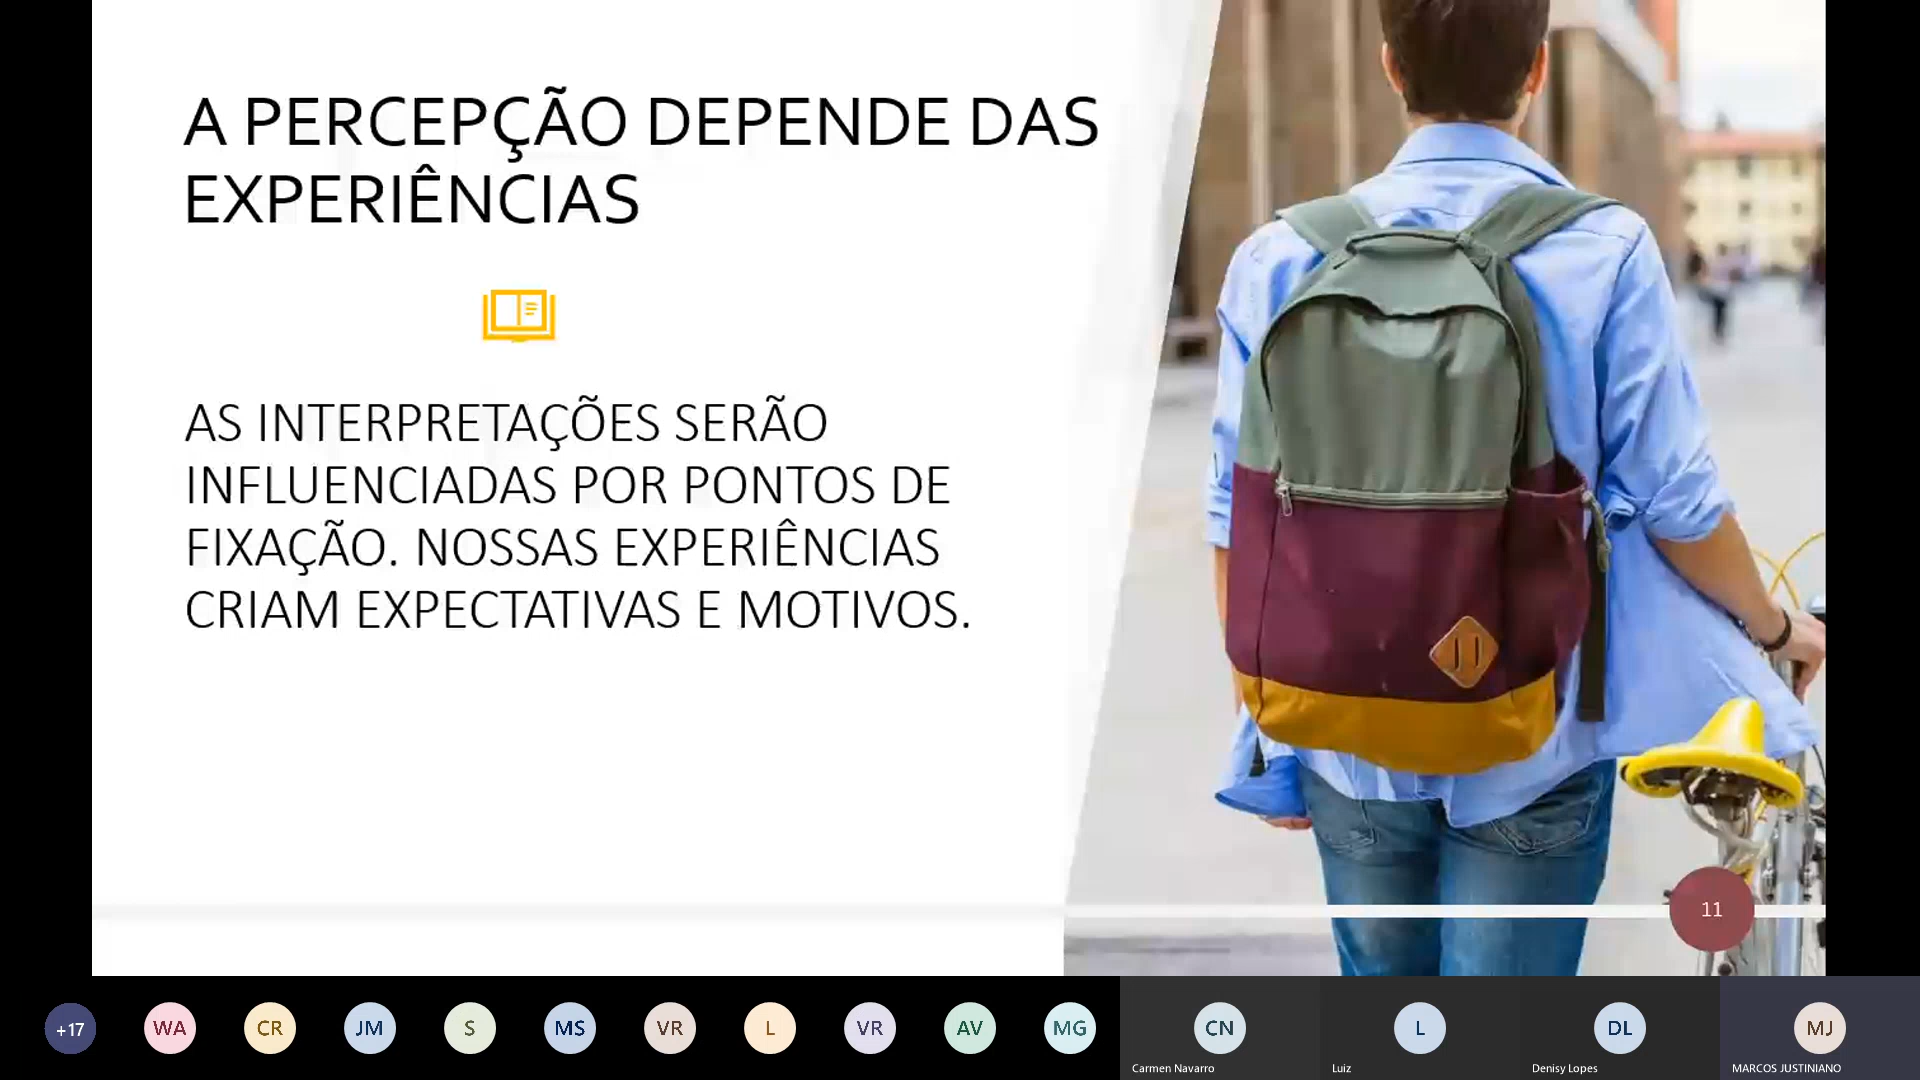 A PERCEPÇÃO DEPENDE DAS
EXPERIÊNCIAS
AS INTERPRETAÇÕES SERÃO
INFLUENCIADAS POR PONTOS DE
FIXAÇÃO. NOSSAS EXPERIÊNCIAS
CRIAM EXPECTATIVAS E MOTIVOS.
11
+17
WA
CR
JM
S
MS
VR
L
VR
AV
MG
CN
L
DL
MJ
Carmen Navarro
Luiz
Denisy Lopes
MARCOS JUSTINIANO